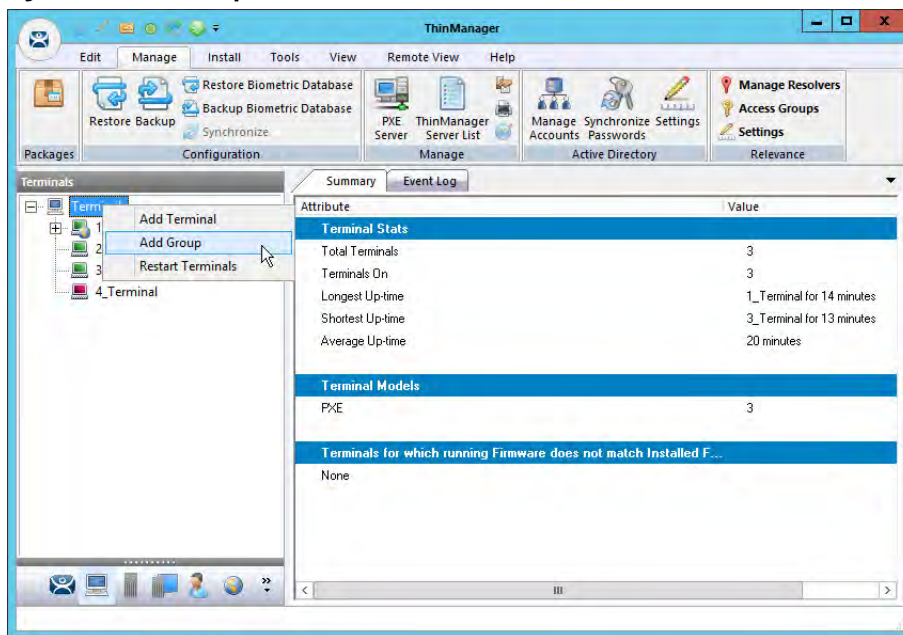 ThinManager
Edit Manage Install Tools View Remote View Help
Restore Backup
Restore Biometric Database
Backup Biometric Database
Synchronize
PXE Server
ThinManager Server List
Manage Accounts
Synchronize Passwords
Settings
Manage Resolvers
Access Groups
Settings
Packages Configuration Manage Active Directory Relevance
Terminals
Summary Event Log
Attribute Value
Add Terminal
Add Group
Restart Terminals
1
2
3
4_Terminal
Terminal Stats
Total Terminals 3
Terminals On 3
Longest Up-time 1_Terminal for 14 minutes
Shortest Up-time 3_Terminal for 13 minutes
Average Up-time 20 minutes
Terminal Models
PXE 3
Terminals for which running Firmware does not match Installed F...
None